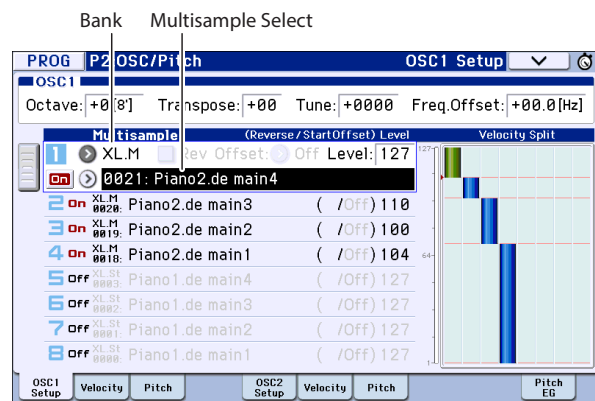 Bank Multisample Select
PROG P2 OSC/Pitch OSC1 Setup
OSC1
Octave: +0[8'] Transpose: +00 Tune: +0000 Freq.Offset: +00.0[Hz]
Multisample (Reverse/StartOffset) Level Velocity Split
1 XL.M Rev Offset: Off Level: 127 127
On 0021: Piano2.de main4
2 On XL.M 0020: Piano2.de main3 ( /Off) 110
3 On XL.M 0019: Piano2.de main2 ( /Off) 100
4 On XL.M 0018: Piano2.de main1 ( /Off) 104 64
5 Off XL.St 0003: Piano1.de main4 ( /Off) 127
6 Off XL.St 0002: Piano1.de main3 ( /Off) 127
7 Off XL.St 0001: Piano1.de main2 ( /Off) 127
8 Off XL.St 0000: Piano1.de main1 ( /Off) 127 1
OSC1 Setup Velocity Pitch OSC2 Setup Velocity Pitch Pitch EG